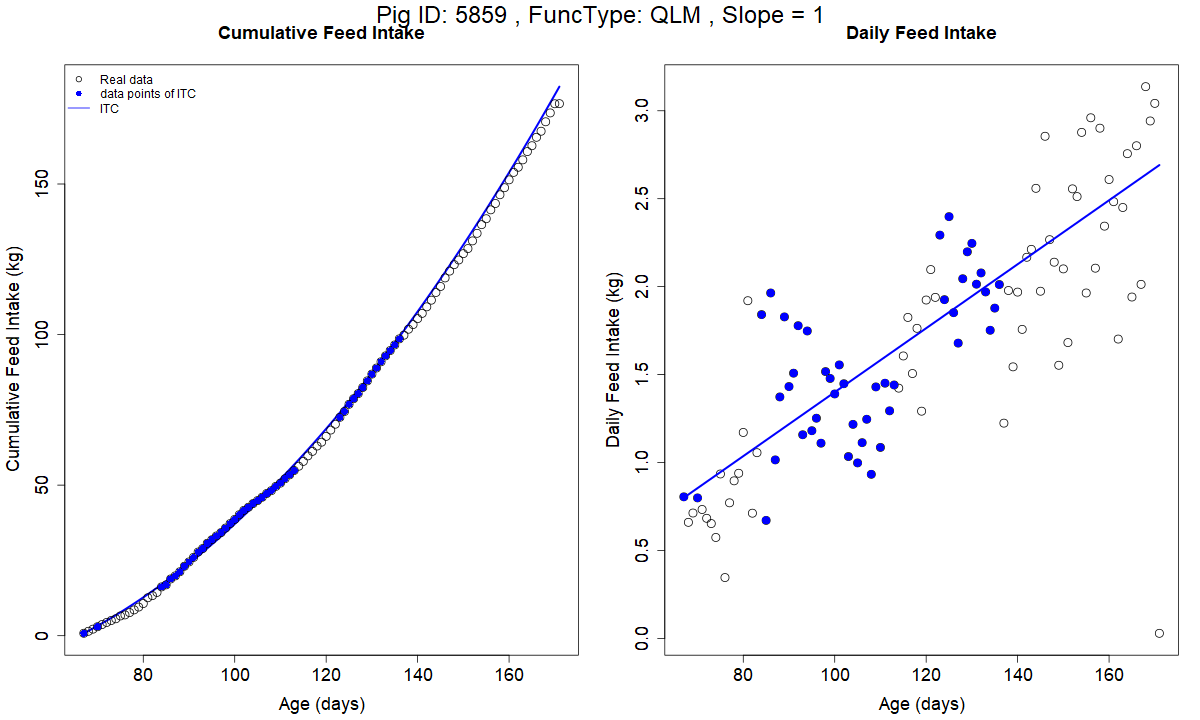 Pig ID: 5859 , FuncType: QLM , Slope = 1
Cumulative Feed Intake
Daily Feed Intake
Real data
data points of ITC
ITC
Cumulative Feed Intake (kg)
0
50
100
150
80
100
120
140
160
Age (days)
Daily Feed Intake (kg)
0.0
0.5
1.0
1.5
2.0
2.5
3.0
80
100
120
140
160
Age (days)